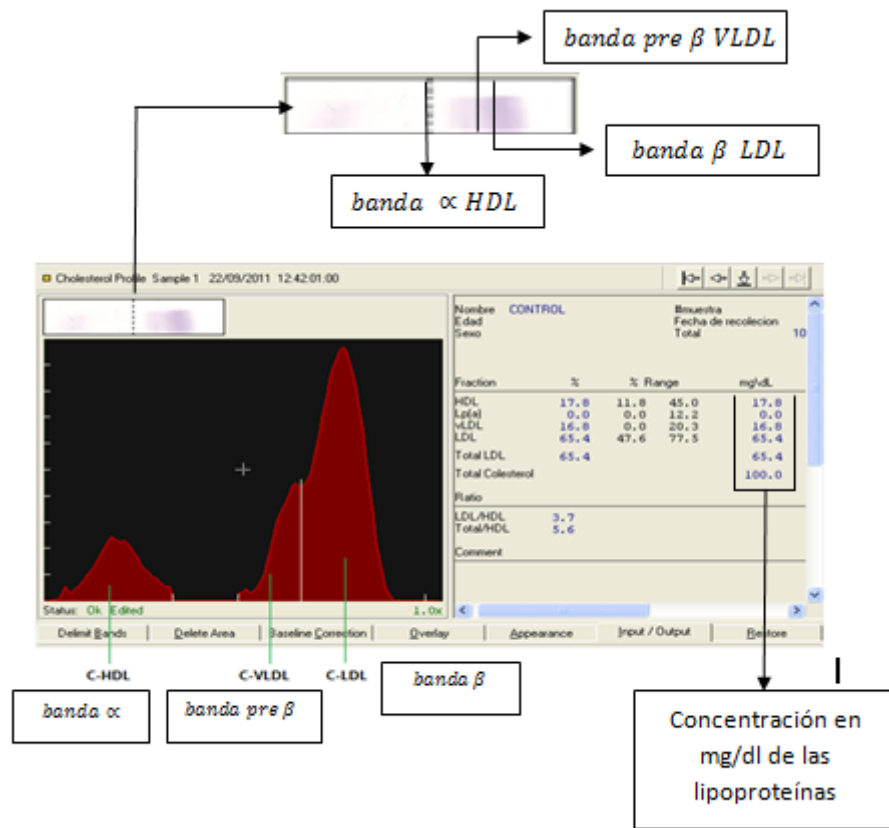 banda pre β VLDL
banda β LDL
banda ∝ HDL
Cholesterol Profile Sample 1 22/09/2011 12:42:01:00
Nombre CONTROL #muestra
Edad Fecha de recolecion
Sexo Total 10
Fraction % % Range mg\dL
HDL 17.8 11.8 45.0 17.8
Lp(a) 0.0 0.0 12.2 0.0
vLDL 16.8 0.0 20.3 16.8
LDL 65.4 47.6 77.5 65.4
Total LDL 65.4 65.4
Total Colesterol 100.0
Ratio
LDL/HDL 3.7
Total/HDL 5.6
Comment
Status: Ok Edited 1.0x
Delimit Bands Delete Area Baseline Correction Overlay Appearance Input / Output Restore
C-HDL C-VLDL C-LDL
banda ∝ banda pre β banda β
Concentración en
mg/dl de las
lipoproteínas